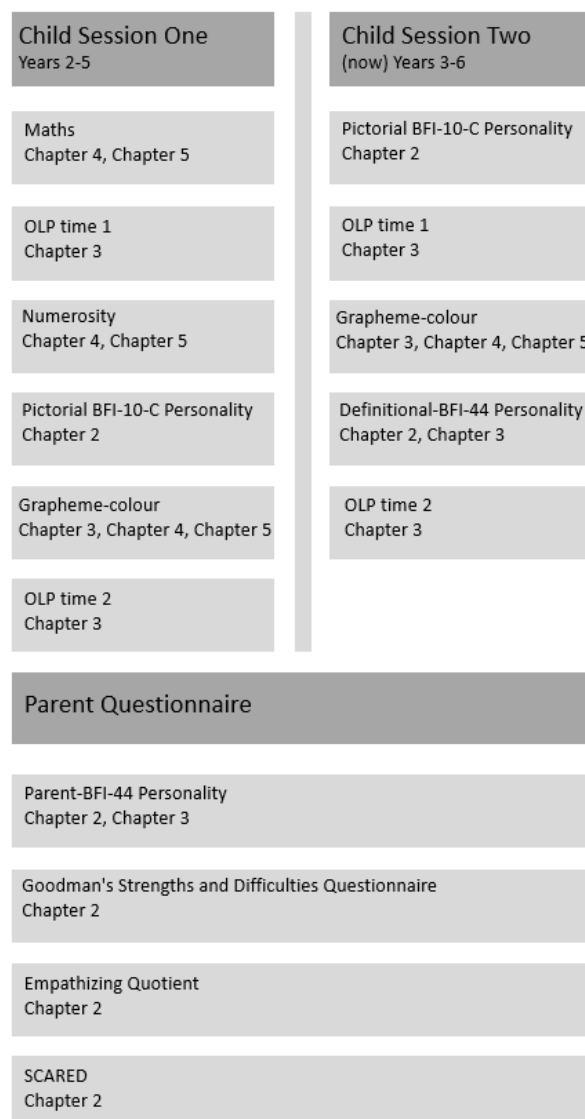 Child Session One
Years 2-5
Maths
Chapter 4, Chapter 5
OLP time 1
Chapter 3
Numerosity
Chapter 4, Chapter 5
Pictorial BFI-10-C Personality
Chapter 2
Grapheme-colour
Chapter 3, Chapter 4, Chapter 5
OLP time 2
Chapter 3
Child Session Two
(now) Years 3-6
Pictorial BFI-10-C Personality
Chapter 2
OLP time 1
Chapter 3
Grapheme-colour
Chapter 3, Chapter 4, Chapter 5
Definitional-BFI-44 Personality
Chapter 2, Chapter 3
OLP time 2
Chapter 3
Parent Questionnaire
Parent-BFI-44 Personality
Chapter 2, Chapter 3
Goodman's Strengths and Difficulties Questionnaire
Chapter 2
Empathizing Quotient
Chapter 2
SCARED
Chapter 2